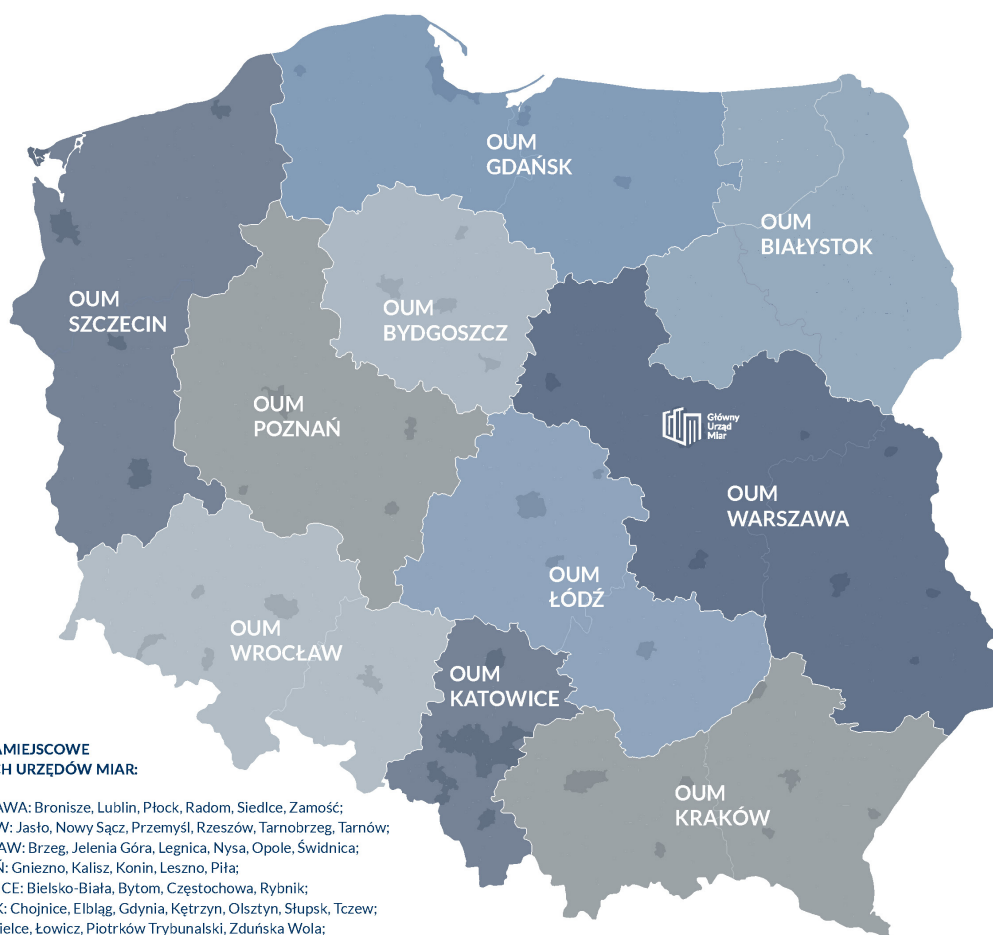 OUM
GDAŃSK
OUM
BIAŁYSTOK
OUM
SZCZECIN
OUM
BYDGOSZCZ
OUM
POZNAŃ
Główny
Urząd
Miar
OUM
WARSZAWA
OUM
ŁÓDŹ
OUM
WROCŁAW
OUM
KATOWICE
OUM
KRAKÓW
AMIEJSCOWE
CH URZĘDÓW MIAR:
AWA: Bronisze, Lublin, Płock, Radom, Siedlce, Zamość;
W: Jasło, Nowy Sącz, Przemyśl, Rzeszów, Tarnobrzeg, Tarnów;
AW: Brzeg, Jelenia Góra, Legnica, Nysa, Opole, Świdnica;
Ń: Gniezno, Kalisz, Konin, Leszno, Piła;
CE: Bielsko-Biała, Bytom, Częstochowa, Rybnik;
K: Chojnice, Elbląg, Gdynia, Kętrzyn, Olsztyn, Słupsk, Tczew;
ielce, Łowicz, Piotrków Trybunalski, Zduńska Wola;